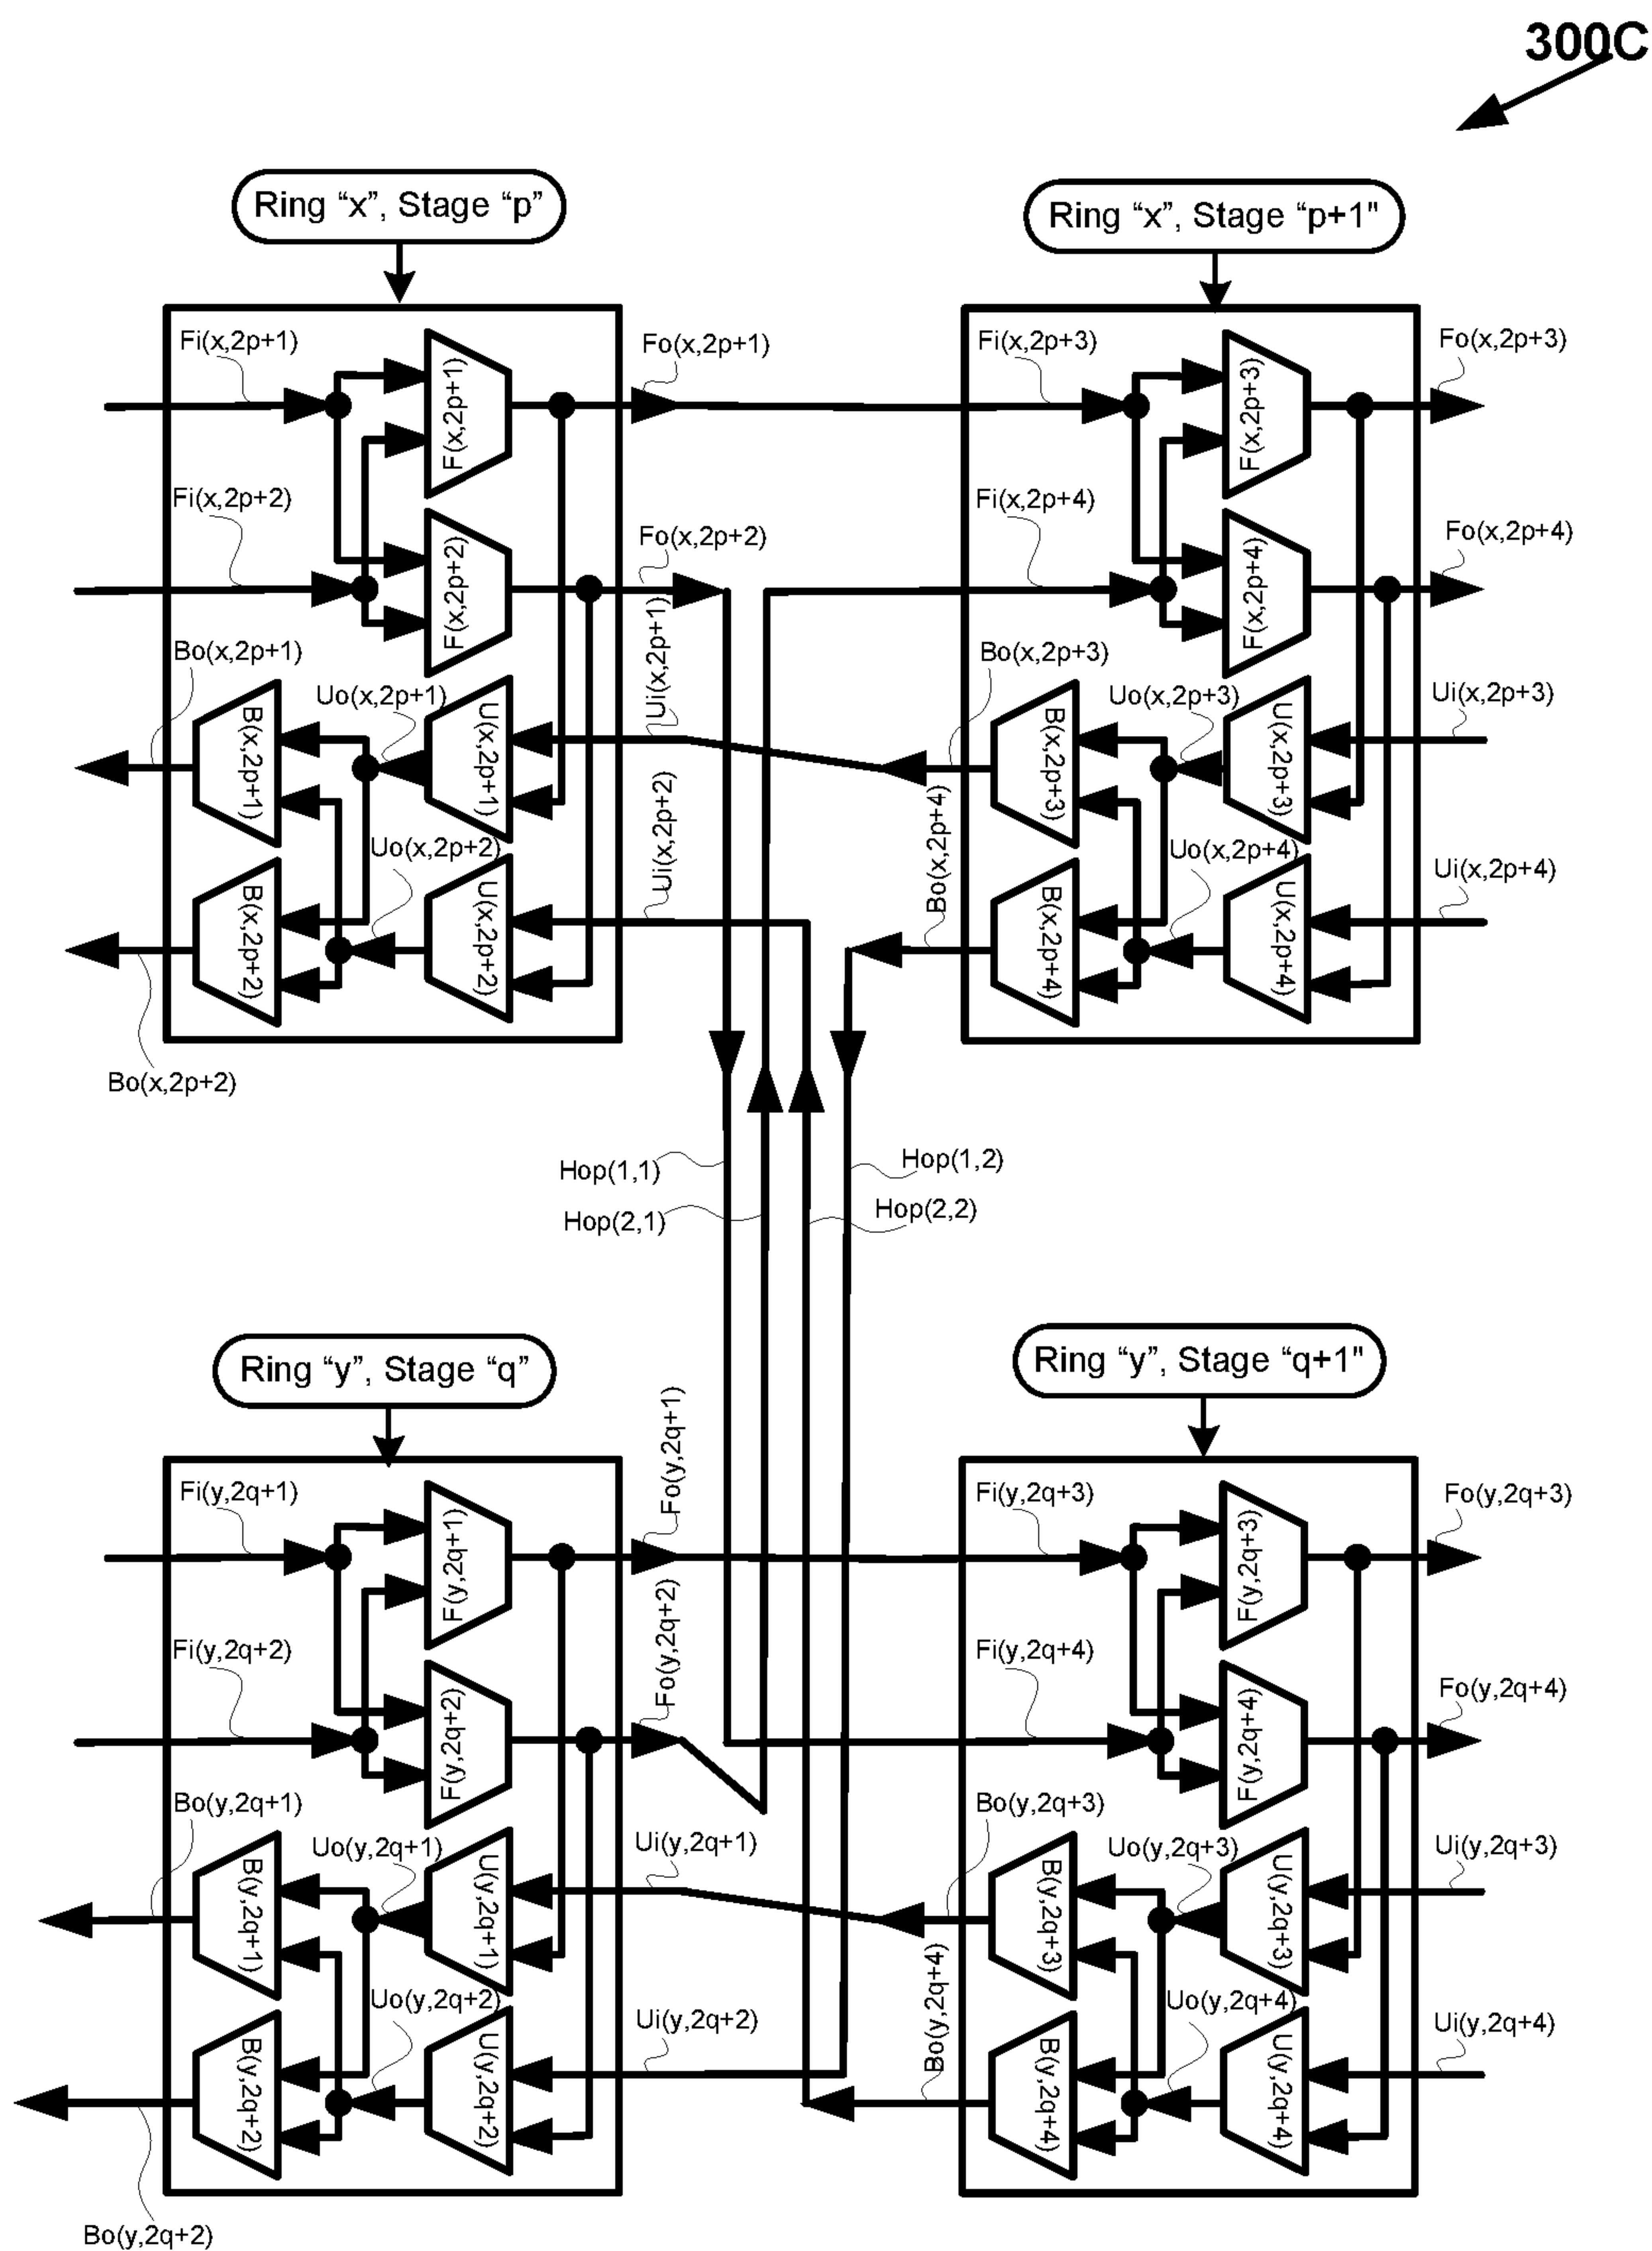 300C
Ring “x”, Stage “p”
Ring “x”, Stage “p+1"
Fi(x,2p+1)
F(x,2p+1)
Fo(x,2p+1)
Fi(x,2p+3)
F(x,2p+3)
Fo(x,2p+3)
Fi(x,2p+2)
F(x,2p+2)
Fo(x,2p+2)
Fi(x,2p+4)
F(x,2p+4)
Fo(x,2p+4)
Bo(x,2p+1)
B(x,2p+1)
Uo(x,2p+1)
U(x,2p+1)
Ui(x,2p+1)
Bo(x,2p+3)
B(x,2p+3)
Uo(x,2p+3)
U(x,2p+3)
Ui(x,2p+3)
B(x,2p+2)
Uo(x,2p+2)
U(x,2p+2)
Ui(x,2p+2)
Bo(x,2p+4)
B(x,2p+4)
Uo(x,2p+4)
U(x,2p+4)
Ui(x,2p+4)
Bo(x,2p+2)
Hop(1,1)
Hop(1,2)
Hop(2,1)
Hop(2,2)
Ring “y”, Stage “q”
Ring “y”, Stage “q+1"
Fi(y,2q+1)
F(y,2q+1)
Fo(y,2q+1)
Fi(y,2q+3)
F(y,2q+3)
Fo(y,2q+3)
Fi(y,2q+2)
F(y,2q+2)
Fo(y,2q+2)
Fi(y,2q+4)
F(y,2q+4)
Fo(y,2q+4)
Bo(y,2q+1)
B(y,2q+1)
Uo(y,2q+1)
U(y,2q+1)
Ui(y,2q+1)
Bo(y,2q+3)
B(y,2q+3)
Uo(y,2q+3)
U(y,2q+3)
Ui(y,2q+3)
B(y,2q+2)
Uo(y,2q+2)
U(y,2q+2)
Ui(y,2q+2)
Bo(y,2q+4)
B(y,2q+4)
Uo(y,2q+4)
U(y,2q+4)
Ui(y,2q+4)
Bo(y,2q+2)